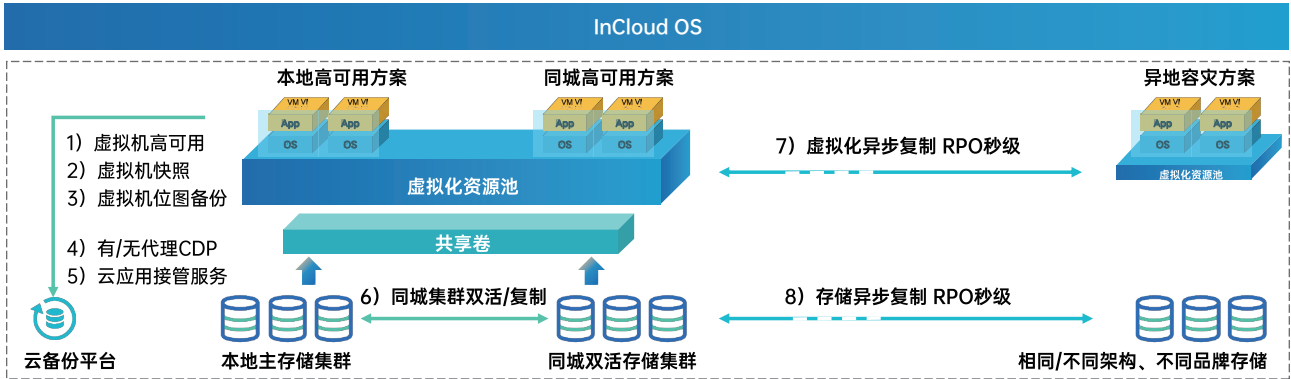 InCloud OS
本地高可用方案
同城高可用方案
异地容灾方案
VM
VM
VM
VM
VM
VM
App
App
App
App
App
App
OS
OS
OS
OS
OS
OS
1）虚拟机高可用
2）虚拟机快照
3）虚拟机位图备份
4）有/无代理CDP
5）云应用接管服务
虚拟化资源池
7）虚拟化异步复制 RPO秒级
虚拟化资源池
共享卷
6）同城集群双活/复制
8）存储异步复制 RPO秒级
云备份平台
本地主存储集群
同城双活存储集群
相同/不同架构、不同品牌存储